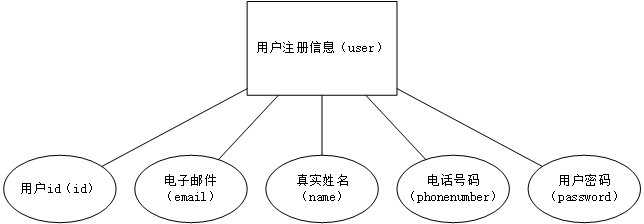 用户注册信息（user）
用户id（id）
电子邮件
（email）
真实姓名
（name）
电话号码
（phonenumber）
用户密码
（password）